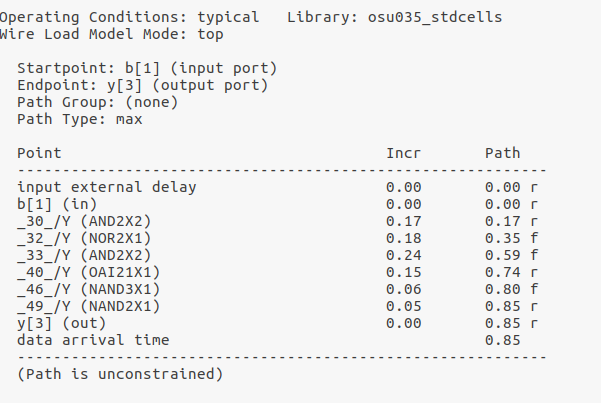 Operating Conditions: typical   Library: osu035_stdcells
Wire Load Model Mode: top
Startpoint: b[1] (input port)
Endpoint: y[3] (output port)
Path Group: (none)
Path Type: max
Point                                    Incr       Path
-----------------------------------------------------------
input external delay                     0.00       0.00 r
b[1] (in)                                0.00       0.00 r
_30_/Y (AND2X2)                          0.17       0.17 r
_32_/Y (NOR2X1)                          0.18       0.35 f
_33_/Y (AND2X2)                          0.24       0.59 f
_40_/Y (OAI21X1)                         0.15       0.74 r
_46_/Y (NAND3X1)                         0.06       0.80 f
_49_/Y (NAND2X1)                         0.05       0.85 r
y[3] (out)                               0.00       0.85 r
data arrival time                                   0.85
-----------------------------------------------------------
(Path is unconstrained)